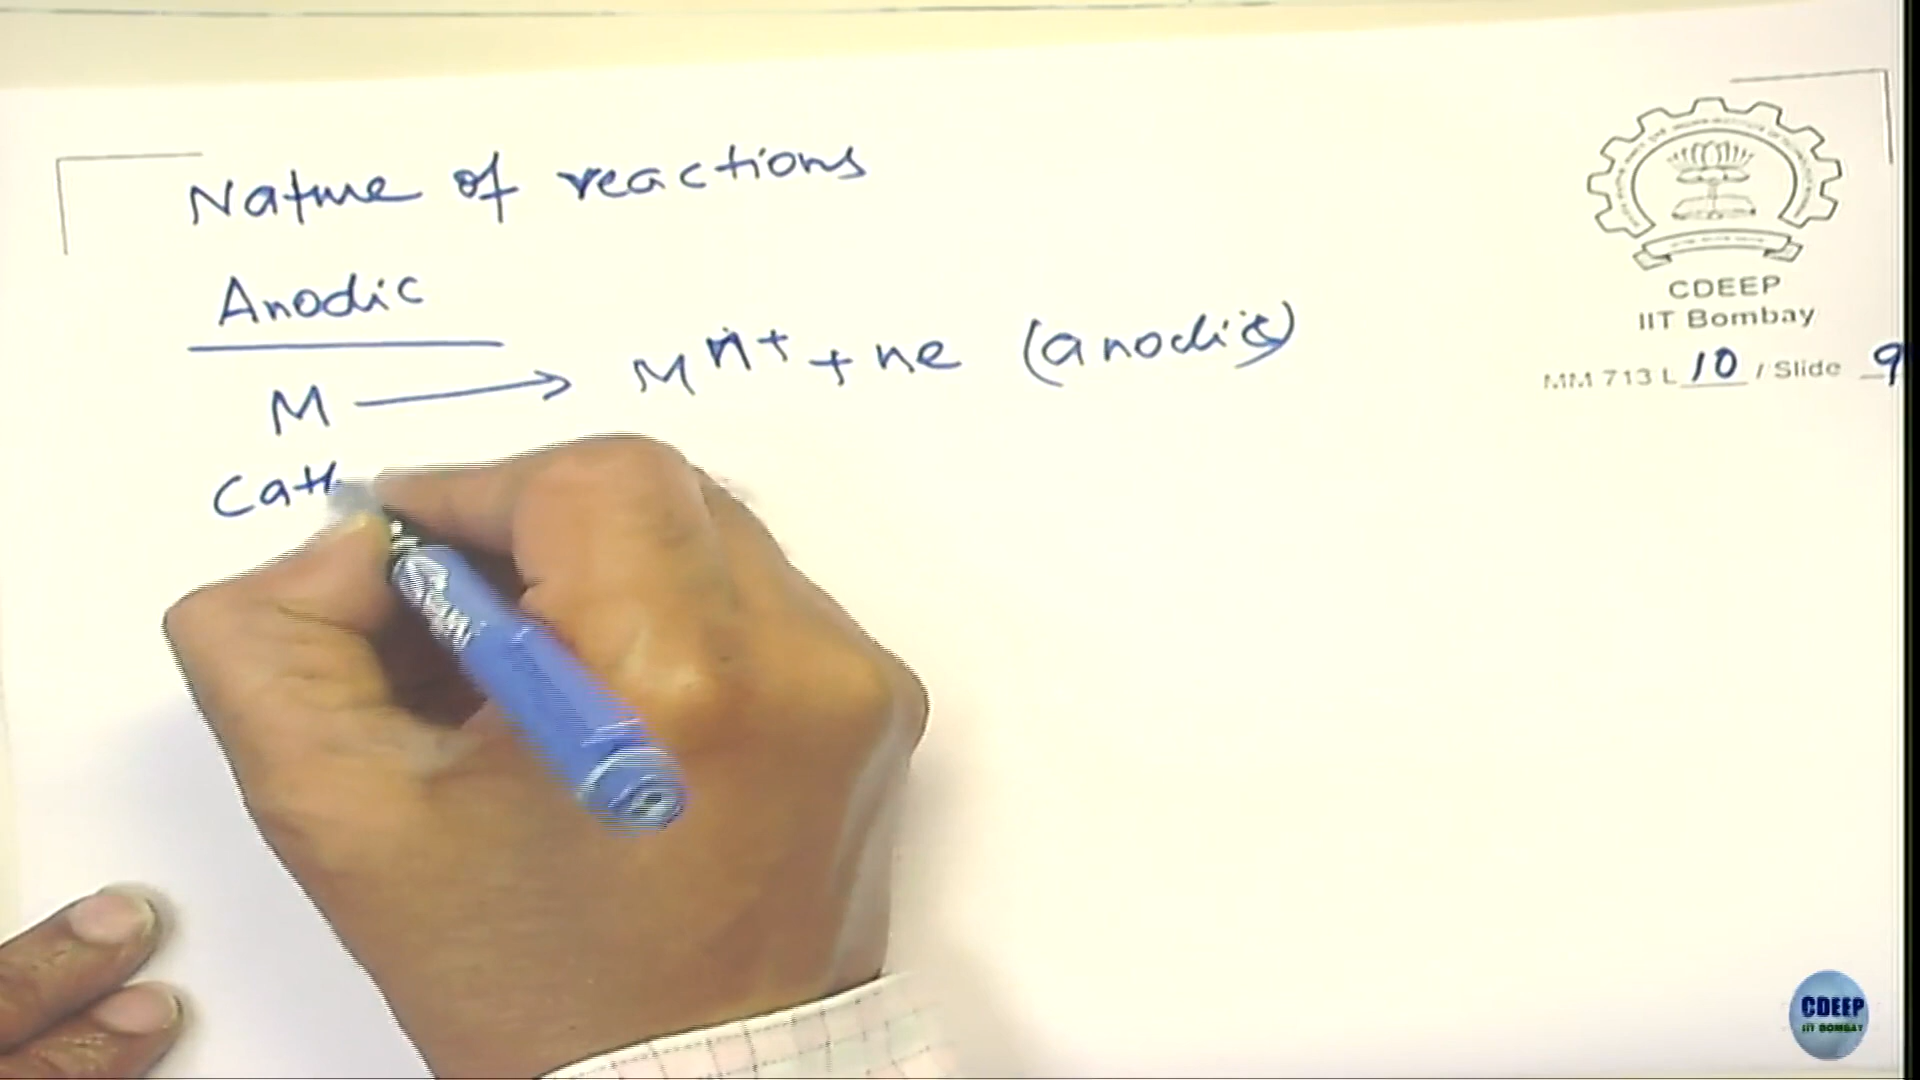 Nature of reactions
Anodic
M ⟶ Mⁿ⁺ + ne (anodic)
Cath
CDEEP
IIT Bombay
MM 713 L 10 / Slide 9
CDEEP
IIT BOMBAY